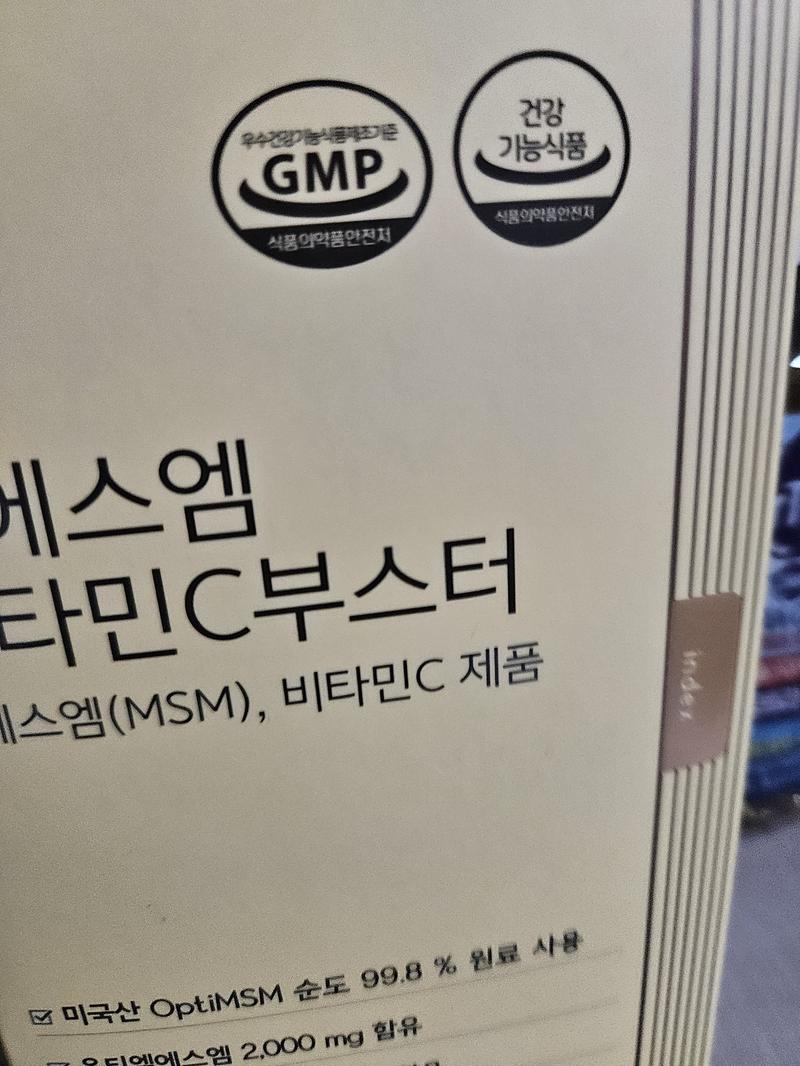 우수건강기능식품제조기준
GMP
식품의약품안전처
건강
기능식품
식품의약품안전처
에스엠
타민C부스터
에스엠(MSM), 비타민C 제품
index
미국산 OptiMSM 순도 99.8 % 원료 사용
옵티엠에스엠 2,000 mg 함유